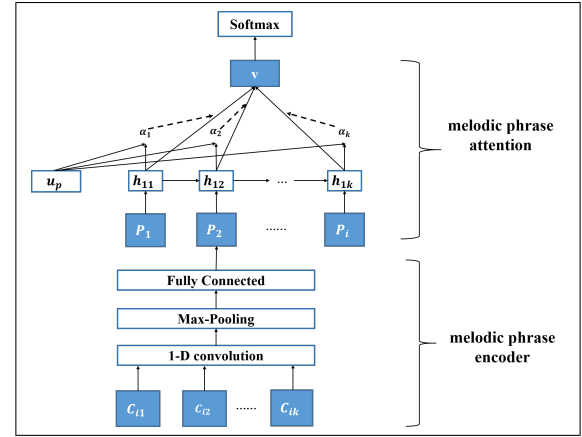 Softmax
v
α₁ α₂ αₖ
melodic phrase
attention
uₚ h₁₁ h₁₂ ... h₁ₖ
P₁ P₂ ...... Pᵢ
Fully Connected
Max-Pooling
melodic phrase
encoder
1-D convolution
Cᵢ₁ Cᵢ₂ ...... Cᵢₖ